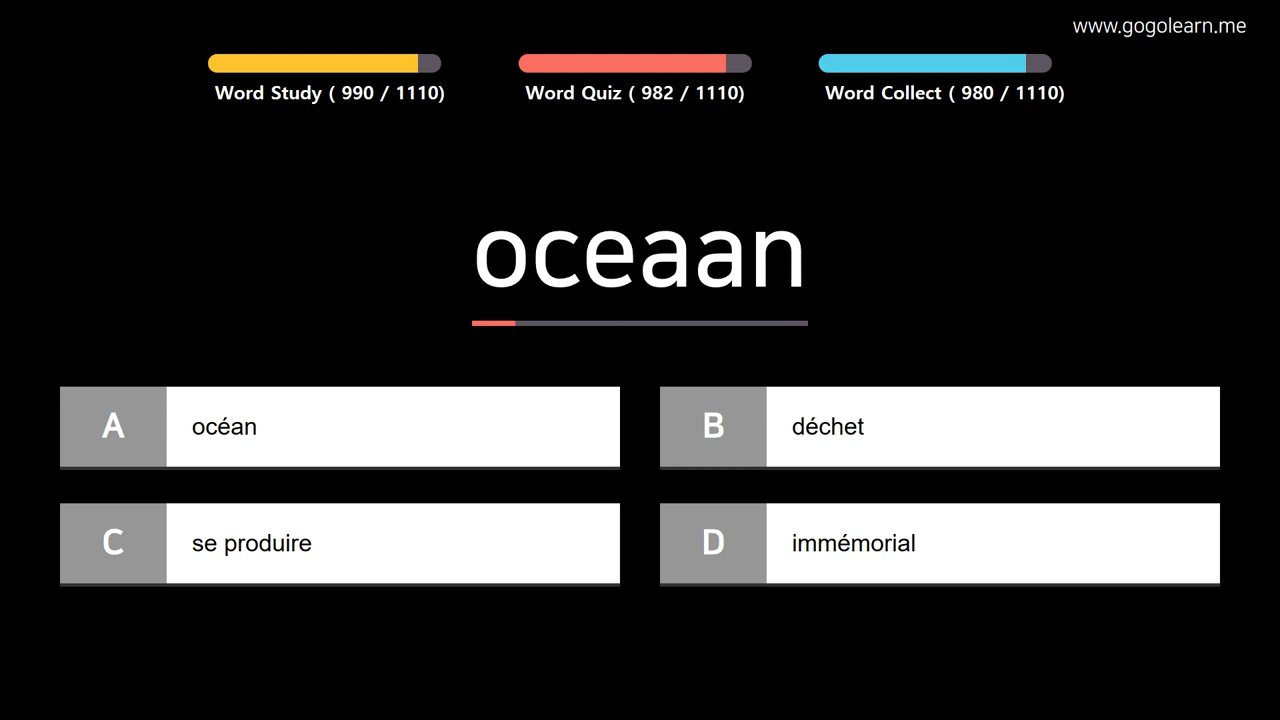 www.gogolearn.me
Word Study ( 990 / 1110)
Word Quiz ( 982 / 1110)
Word Collect ( 980 / 1110)
oceaan
A océan
B déchet
C se produire
D immémorial